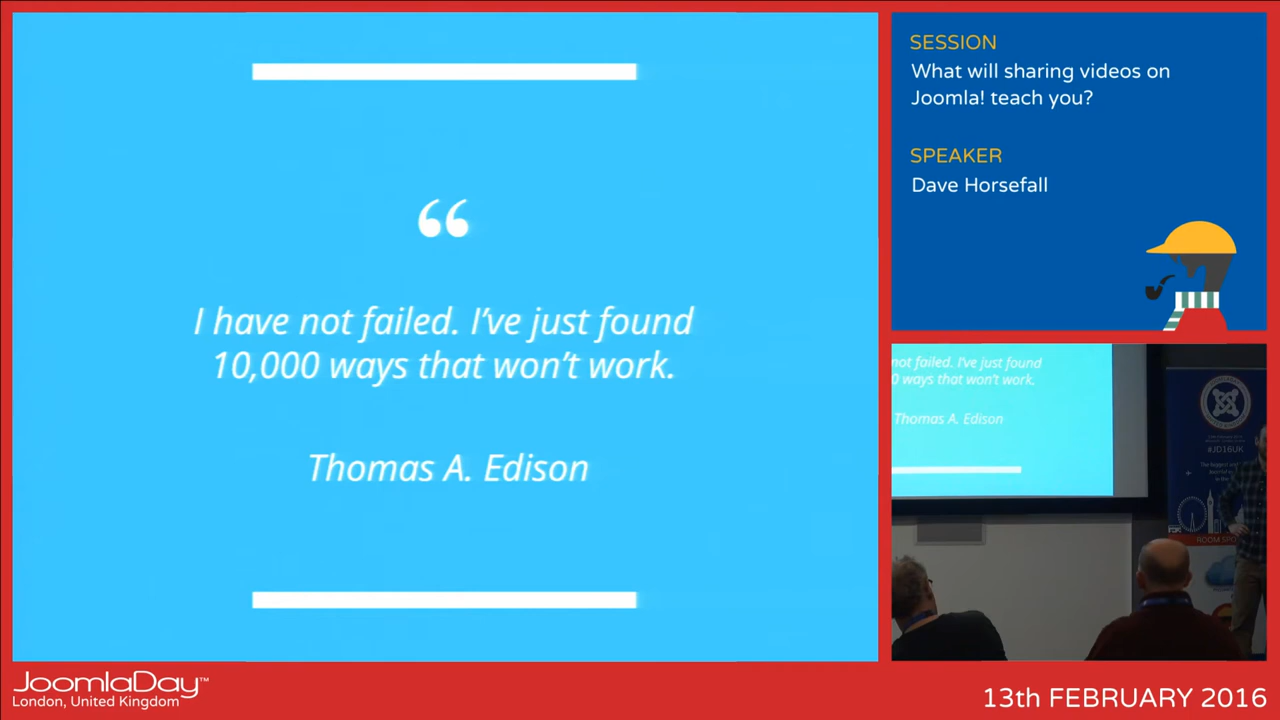 “
I have not failed. I’ve just found
10,000 ways that won’t work.
Thomas A. Edison
SESSION
What will sharing videos on
Joomla! teach you?
SPEAKER
Dave Horsefall
not failed. I’ve just found
0 ways that won’t work.
Thomas A. Edison
#JD16UK
ROOM SPO
JoomlaDay™
London, United Kingdom
13th FEBRUARY 2016